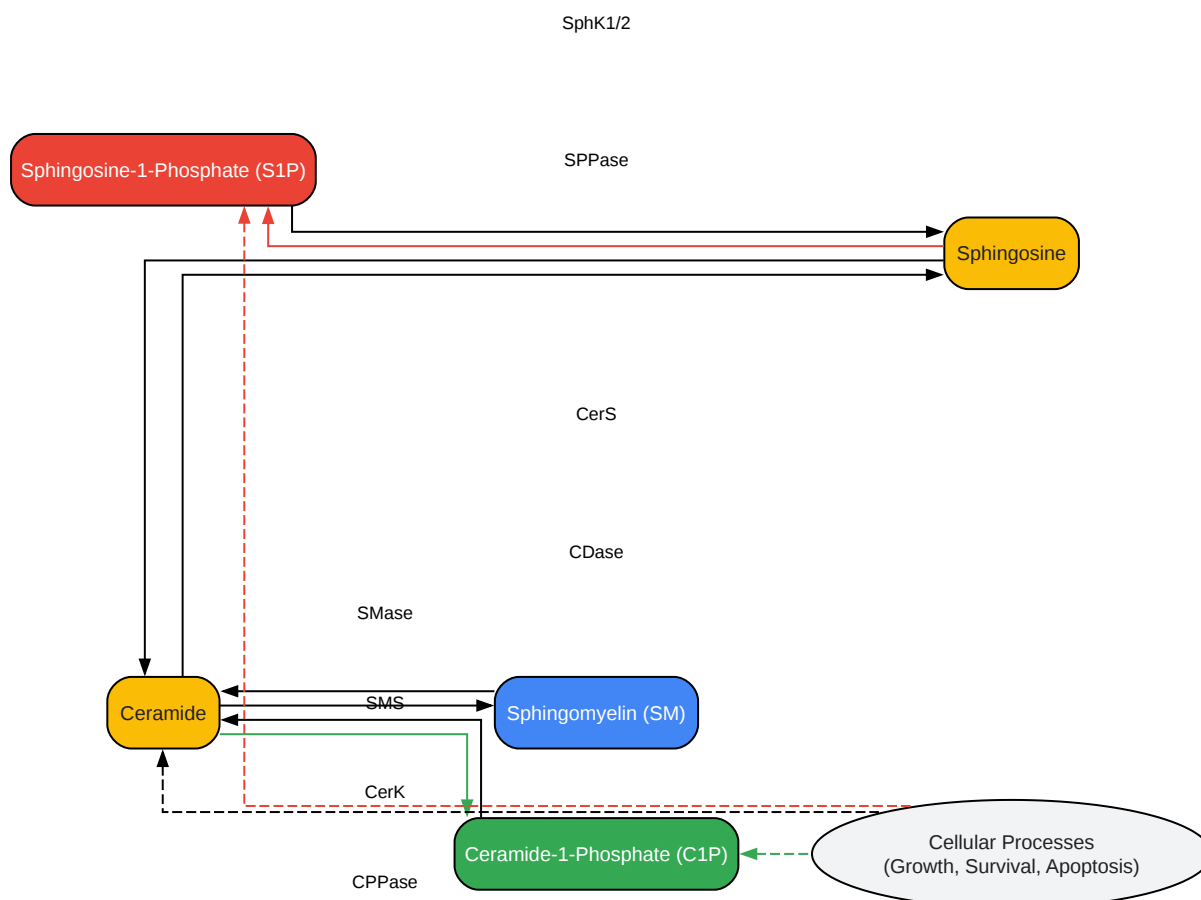 SphK1/2
SPPase
Sphingosine-1-Phosphate (S1P)
Sphingosine
CerS
CDase
SMase
SMS
Ceramide
Sphingomyelin (SM)
CerK
Cellular Processes
(Growth, Survival, Apoptosis)
Ceramide-1-Phosphate (C1P)
CPPase